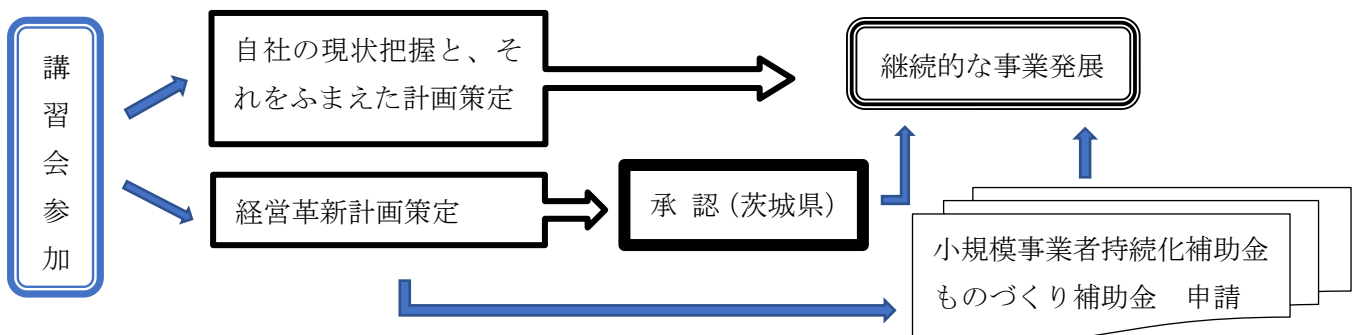 講習会参加
自社の現状把握と、そ
れをふまえた計画策定
継続的な事業発展
経営革新計画策定
承 認（茨城県）
小規模事業者持続化補助金
ものづくり補助金　申請